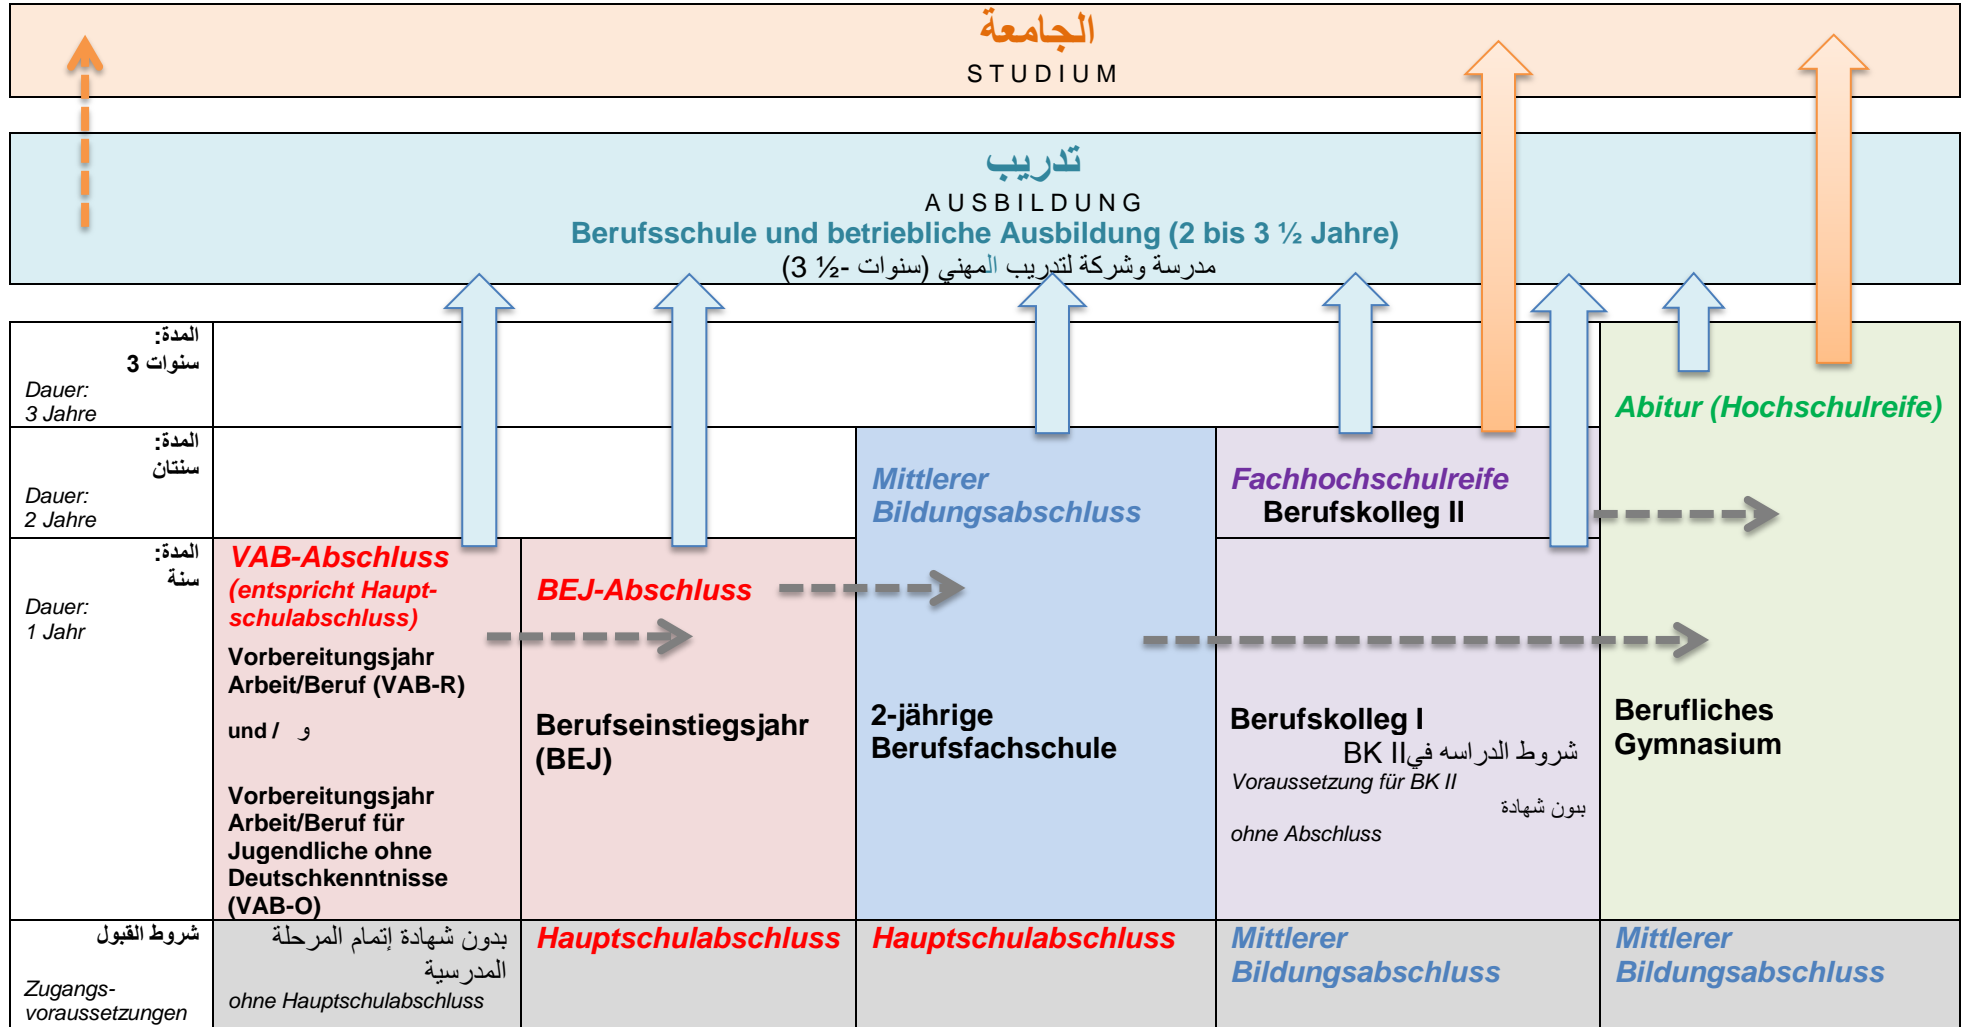 الجامعة
STUDIUM
تدريب
AUSBILDUNG
Berufsschule und betriebliche Ausbildung (2 bis 3 ½ Jahre)
مدرسة وشركة لتدريب المهني (سنوات -½ 3)
المدة:
سنوات 3
Dauer:
3 Jahre
Abitur (Hochschulreife)
المدة:
سنتان
Dauer:
2 Jahre
Mittlerer
Bildungsabschluss
Fachhochschulreife
Berufskolleg II
المدة:
سنة
Dauer:
1 Jahr
VAB-Abschluss
(entspricht Haupt-
schulabschluss)
Vorbereitungsjahr
Arbeit/Beruf (VAB-R)
und / و
Vorbereitungsjahr
Arbeit/Beruf für
Jugendliche ohne
Deutschkenntnisse
(VAB-O)
BEJ-Abschluss
Berufseinstiegsjahr
(BEJ)
2-jährige
Berufsfachschule
Berufskolleg I
شروط الدراسه في BK II
Voraussetzung für BK II
بدون شهادة
ohne Abschluss
Berufliches
Gymnasium
شروط القبول
Zugangs-
voraussetzungen
بدون شهادة إتمام المرحلة
المدرسية
ohne Hauptschulabschluss
Hauptschulabschluss
Hauptschulabschluss
Mittlerer
Bildungsabschluss
Mittlerer
Bildungsabschluss